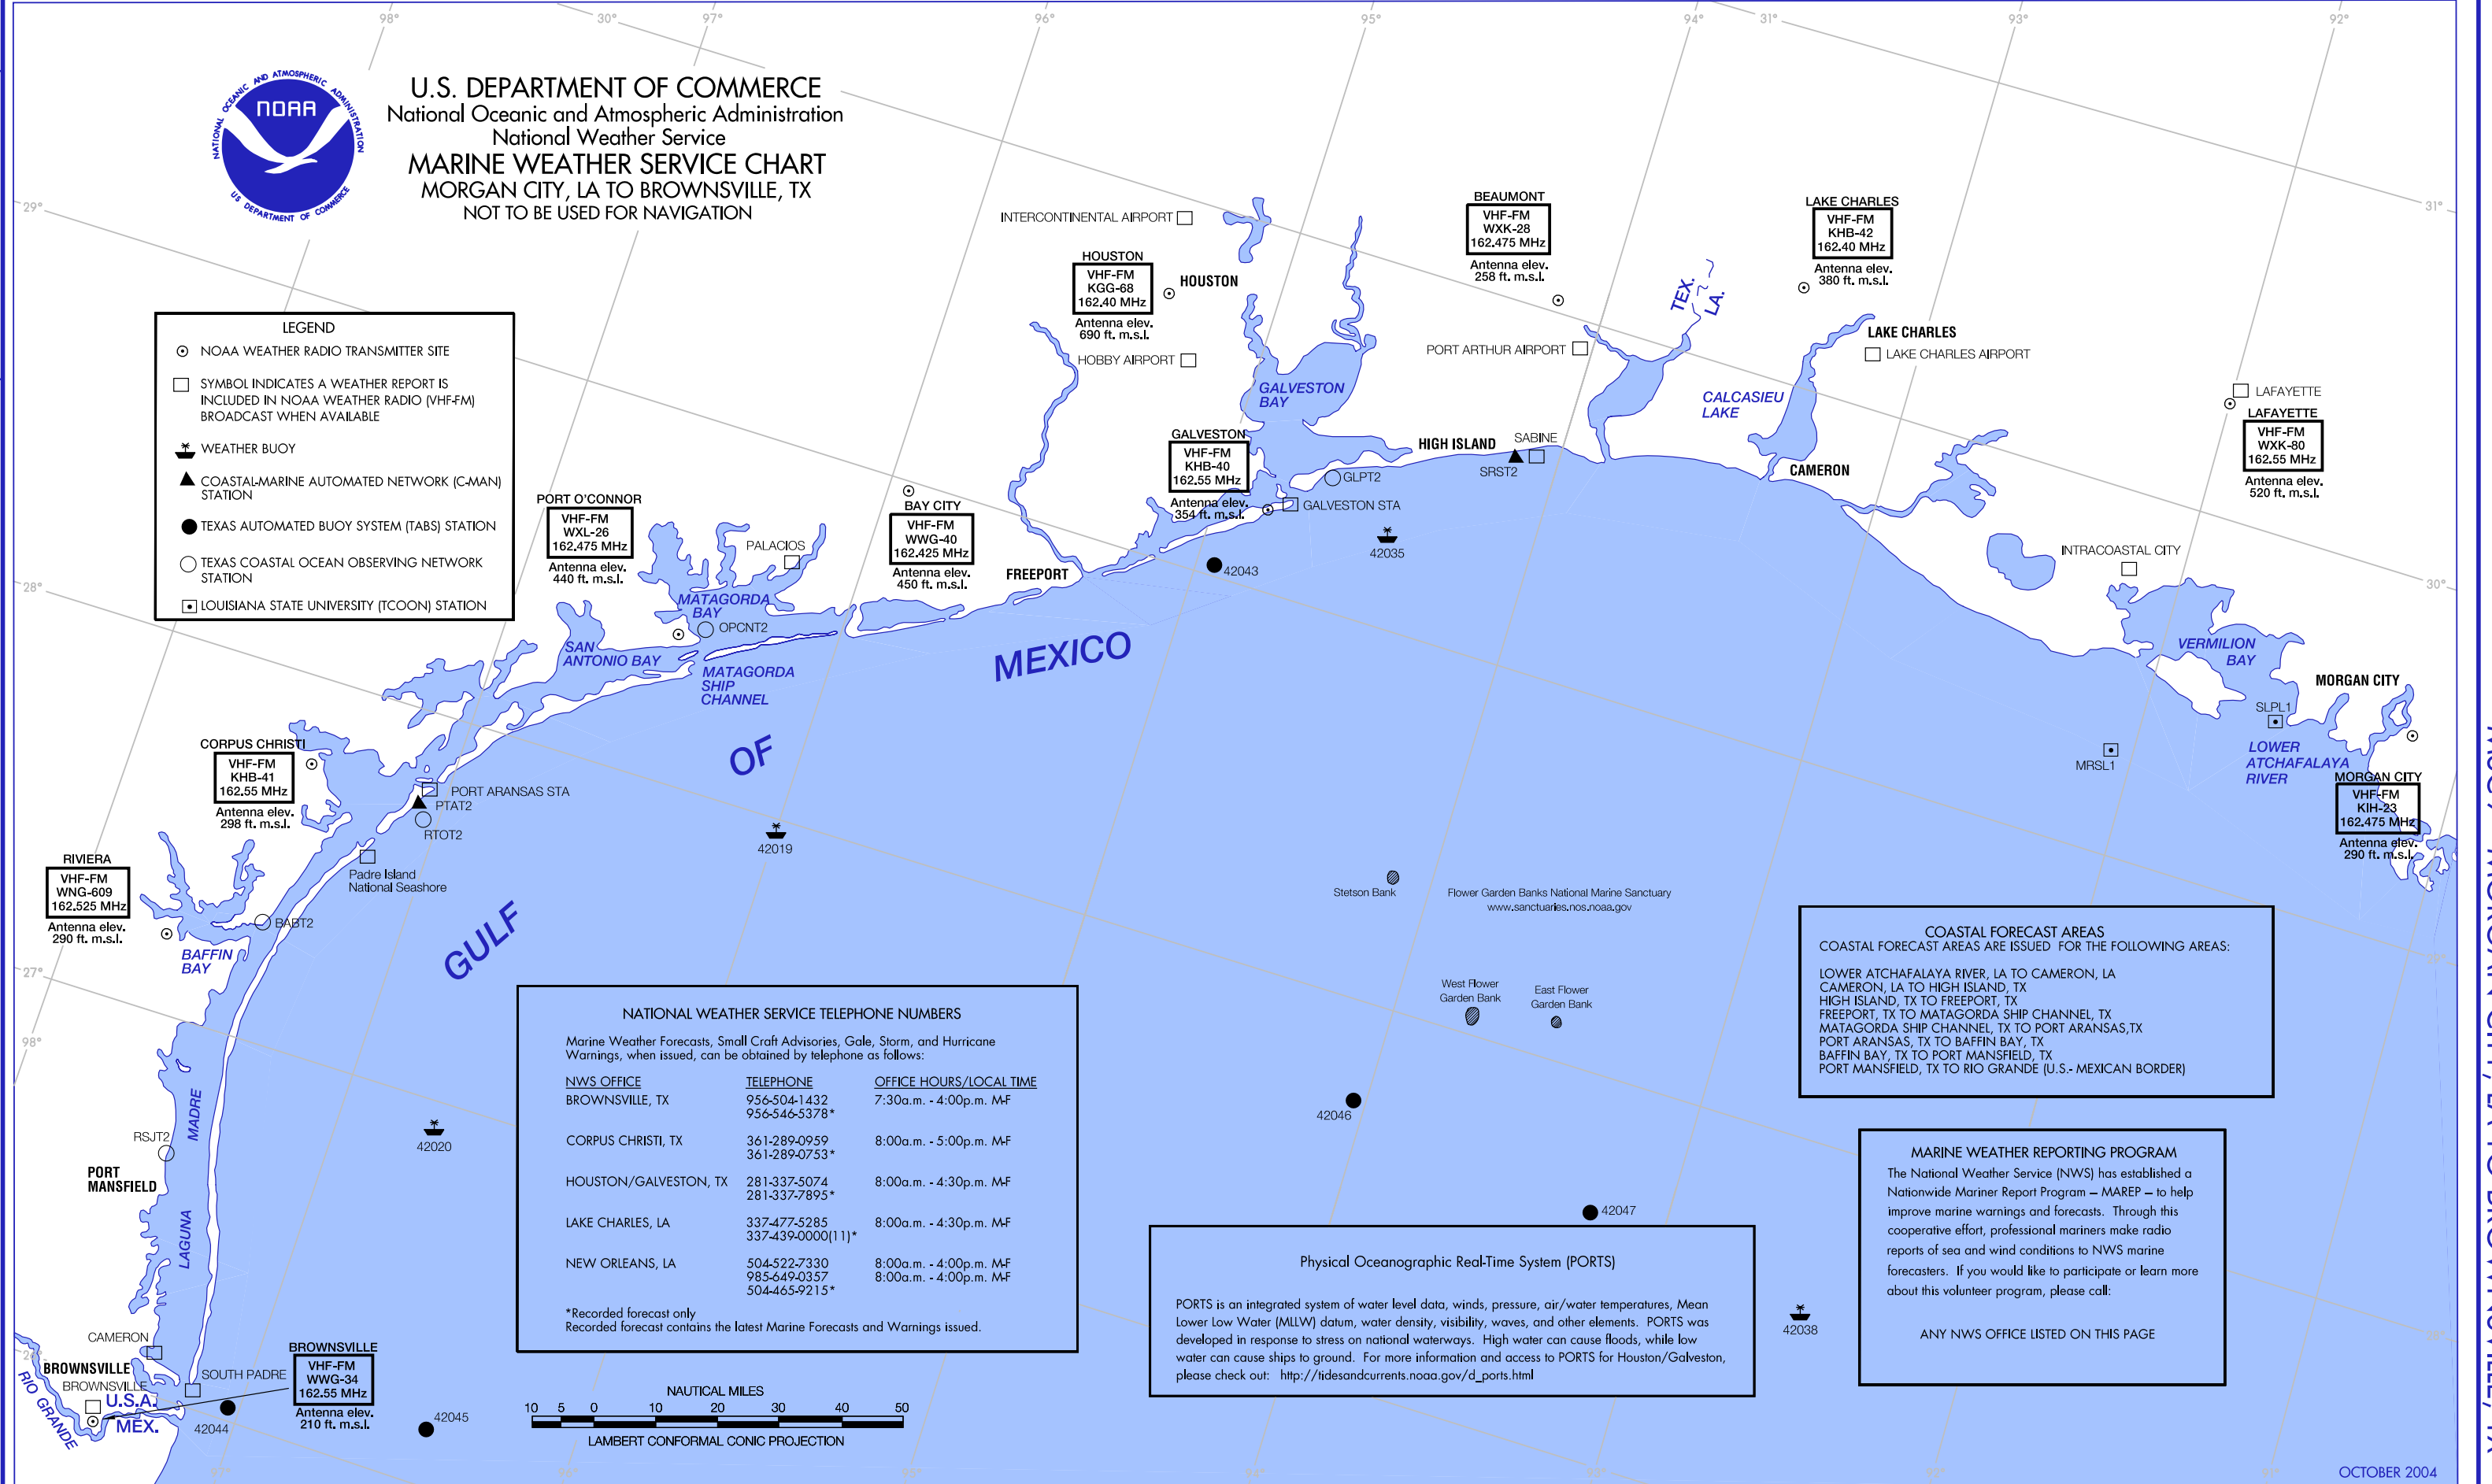 98°
30°
97°
96°
95°
94°
31°
93°
92°
NATIONAL OCEANIC AND ATMOSPHERIC ADMINISTRATION
NOAA
U.S. DEPARTMENT OF COMMERCE
U.S. DEPARTMENT OF COMMERCE
National Oceanic and Atmospheric Administration
National Weather Service
MARINE WEATHER SERVICE CHART
MORGAN CITY, LA TO BROWNSVILLE, TX
NOT TO BE USED FOR NAVIGATION
29°
31°
28°
30°
27°
98°
LEGEND
NOAA WEATHER RADIO TRANSMITTER SITE
SYMBOL INDICATES A WEATHER REPORT IS
INCLUDED IN NOAA WEATHER RADIO (VHF-FM)
BROADCAST WHEN AVAILABLE
WEATHER BUOY
COASTAL-MARINE AUTOMATED NETWORK (C-MAN)
STATION
TEXAS AUTOMATED BUOY SYSTEM (TABS) STATION
TEXAS COASTAL OCEAN OBSERVING NETWORK
STATION
LOUISIANA STATE UNIVERSITY (TCOON) STATION
INTERCONTINENTAL AIRPORT
HOUSTON
VHF-FM
KGG-68
162.40 MHz
Antenna elev.
690 ft. m.s.l.
HOUSTON
HOBBY AIRPORT
BEAUMONT
VHF-FM
WXK-28
162.475 MHz
Antenna elev.
258 ft. m.s.l.
PORT ARTHUR AIRPORT
TEX.
LA.
LAKE CHARLES
VHF-FM
KHB-42
162.40 MHz
Antenna elev.
380 ft. m.s.l.
LAKE CHARLES
LAKE CHARLES AIRPORT
CALCASIEU
LAKE
LAFAYETTE
LAFAYETTE
VHF-FM
WXK-80
162.55 MHz
Antenna elev.
520 ft. m.s.l.
GALVESTON
BAY
GALVESTON
VHF-FM
KHB-40
162.55 MHz
Antenna elev.
354 ft. m.s.l.
GLPT2
GALVESTON STA
HIGH ISLAND
SABINE
SRST2
CAMERON
42035
42043
INTRACOASTAL CITY
VERMILION
BAY
MORGAN CITY
SLPL1
MRSL1
LOWER
ATCHAFALAYA
RIVER
MORGAN CITY
VHF-FM
KIH-23
162.475 MHz
Antenna elev.
290 ft. m.s.l.
PORT O'CONNOR
VHF-FM
WXL-26
162.475 MHz
Antenna elev.
440 ft. m.s.l.
PALACIOS
BAY CITY
VHF-FM
WWG-40
162.425 MHz
Antenna elev.
450 ft. m.s.l.
FREEPORT
MATAGORDA
BAY
OPCNT2
SAN
ANTONIO BAY
MATAGORDA
SHIP
CHANNEL
GULF
OF
MEXICO
CORPUS CHRISTI
VHF-FM
KHB-41
162.55 MHz
Antenna elev.
298 ft. m.s.l.
PORT ARANSAS STA
PTAT2
RTOT2
Padre Island
National Seashore
42019
RIVIERA
VHF-FM
WNG-609
162.525 MHz
Antenna elev.
290 ft. m.s.l.
BABT2
BAFFIN
BAY
Stetson Bank
Flower Garden Banks National Marine Sanctuary
www.sanctuaries.nos.noaa.gov
West Flower
Garden Bank
East Flower
Garden Bank
42046
42047
42038
42020
RSJT2
PORT
MANSFIELD
LAGUNA
MADRE
CAMERON
BROWNSVILLE
BROWNSVILLE
SOUTH PADRE
U.S.A.
MEX.
RIO GRANDE
BROWNSVILLE
VHF-FM
WWG-34
162.55 MHz
Antenna elev.
210 ft. m.s.l.
42044
42045
NATIONAL WEATHER SERVICE TELEPHONE NUMBERS
Marine Weather Forecasts, Small Craft Advisories, Gale, Storm, and Hurricane
Warnings, when issued, can be obtained by telephone as follows:
NWS OFFICE TELEPHONE OFFICE HOURS/LOCAL TIME
BROWNSVILLE, TX 956-504-1432 7:30a.m. - 4:00p.m. M-F
956-546-5378*
CORPUS CHRISTI, TX 361-289-0959 8:00a.m. - 5:00p.m. M-F
361-289-0753*
HOUSTON/GALVESTON, TX 281-337-5074 8:00a.m. - 4:30p.m. M-F
281-337-7895*
LAKE CHARLES, LA 337-477-5285 8:00a.m. - 4:30p.m. M-F
337-439-0000(11)*
NEW ORLEANS, LA 504-522-7330 8:00a.m. - 4:00p.m. M-F
985-649-0357 8:00a.m. - 4:00p.m. M-F
504-465-9215*
*Recorded forecast only
Recorded forecast contains the latest Marine Forecasts and Warnings issued.
NAUTICAL MILES
10 5 0 10 20 30 40 50
LAMBERT CONFORMAL CONIC PROJECTION
COASTAL FORECAST AREAS
COASTAL FORECAST AREAS ARE ISSUED FOR THE FOLLOWING AREAS:
LOWER ATCHAFALAYA RIVER, LA TO CAMERON, LA
CAMERON, LA TO HIGH ISLAND, TX
HIGH ISLAND, TX TO FREEPORT, TX
FREEPORT, TX TO MATAGORDA SHIP CHANNEL, TX
MATAGORDA SHIP CHANNEL, TX TO PORT ARANSAS,TX
PORT ARANSAS, TX TO BAFFIN BAY, TX
BAFFIN BAY, TX TO PORT MANSFIELD, TX
PORT MANSFIELD, TX TO RIO GRANDE (U.S.- MEXICAN BORDER)
MARINE WEATHER REPORTING PROGRAM
The National Weather Service (NWS) has established a
Nationwide Mariner Report Program – MAREP – to help
improve marine warnings and forecasts. Through this
cooperative effort, professional mariners make radio
reports of sea and wind conditions to NWS marine
forecasters. If you would like to participate or learn more
about this volunteer program, please call:
ANY NWS OFFICE LISTED ON THIS PAGE
Physical Oceanographic Real-Time System (PORTS)
PORTS is an integrated system of water level data, winds, pressure, air/water temperatures, Mean
Lower Low Water (MLLW) datum, water density, visibility, waves, and other elements. PORTS was
developed in response to stress on national waterways. High water can cause floods, while low
water can cause ships to ground. For more information and access to PORTS for Houston/Galveston,
please check out: http://tidesandcurrents.noaa.gov/d_ports.html
OCTOBER 2004